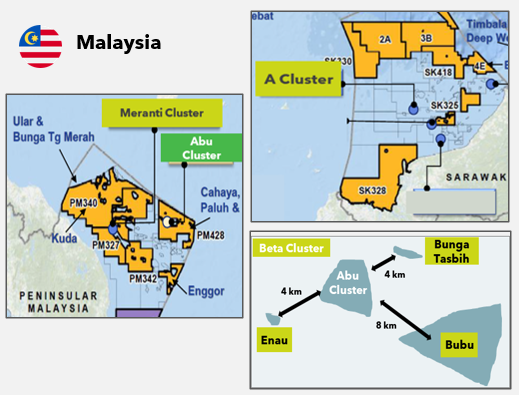 Malaysia
Meranti Cluster
Ular &
Bunga Tg Merah
Abu
Cluster
PM340
Cahaya,
Paluh &
Kuda
PM327
PM428
PM342
Enggor
PENINSULAR
MALAYSIA
ebat
2A
3B
Timbala
Deep We
SK330
4E
A Cluster
SK418
SK325
SARAWAK
SK328
Beta Cluster
Bunga
Tasbih
Abu
Cluster
4 km
4 km
8 km
Enau
Bubu